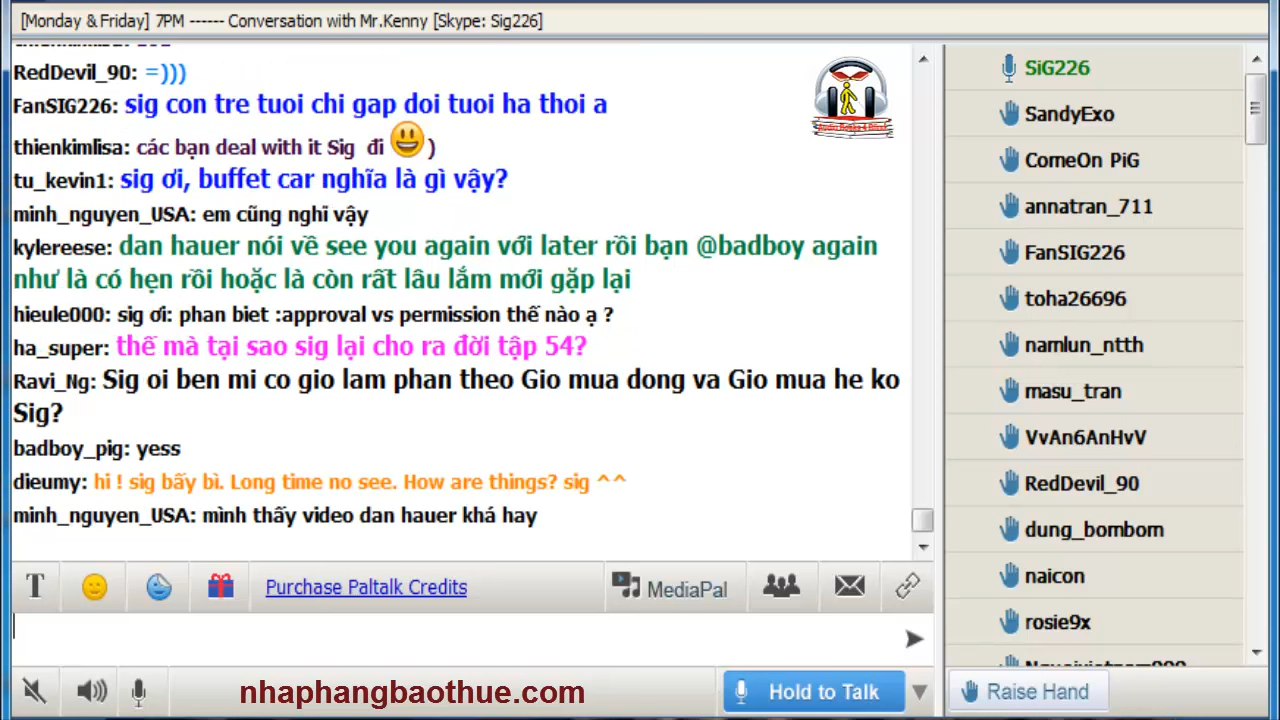 [Monday & Friday] 7PM ------ Conversation with Mr.Kenny [Skype: Sig226]
RedDevil_90: =)))
FanSIG226: sig con tre tuoi chi gap doi tuoi ha thoi a
thienkimlisa: các bạn deal with it Sig đi )
tu_kevin1: sig ơi, buffet car nghĩa là gì vậy?
minh_nguyen_USA: em cũng nghĩ vậy
kylereese: dan hauer nói về see you again với later rồi bạn @badboy again
như là có hẹn rồi hoặc là còn rất lâu lắm mới gặp lại
hieule000: sig ơi: phan biet :approval vs permission thế nào ạ ?
ha_super: thế mà tại sao sig lại cho ra đời tập 54?
Ravi_Ng: Sig oi ben mi co gio lam phan theo Gio mua dong va Gio mua he ko
Sig?
badboy_pig: yess
dieumy: hi ! sig bấy bì. Long time no see. How are things? sig ^^
minh_nguyen_USA: mình thấy video dan hauer khá hay
T
Purchase Paltalk Credits
MediaPal
nhaphangbaothue.com
Hold to Talk
SiG226
SandyExo
ComeOn PiG
annatran_711
FanSIG226
toha26696
namlun_ntth
masu_tran
VvAn6AnHvV
RedDevil_90
dung_bombom
naicon
rosie9x
Raise Hand